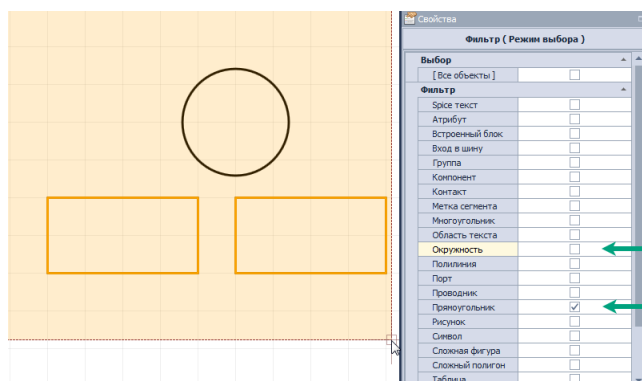 Свойства
Фильтр ( Режим выбора )
Выбор
[ Все объекты ]
Фильтр
Spice текст
Атрибут
Встроенный блок
Вход в шину
Группа
Компонент
Контакт
Метка сегмента
Многоугольник
Область текста
Окружность
Полилиния
Порт
Проводник
Прямоугольник
Рисунок
Символ
Сложная фигура
Сложный полигон
Таблица